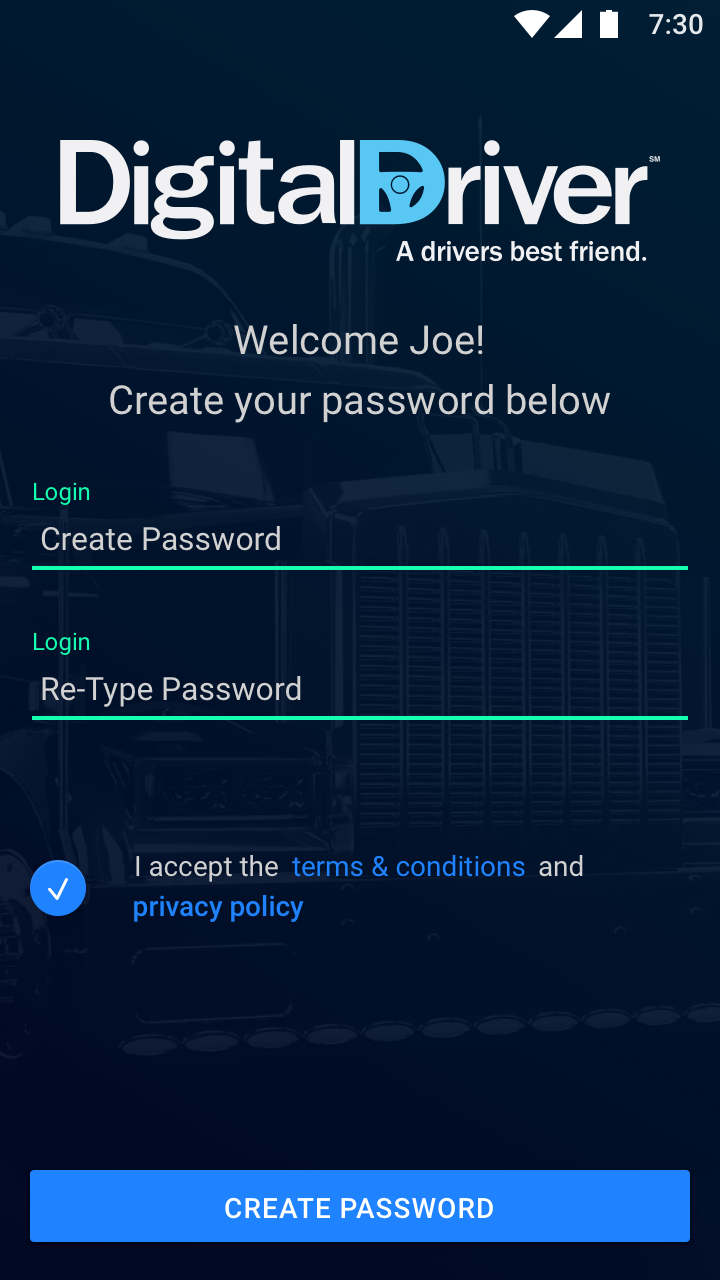 7:30
DigitalDriver℠
A drivers best friend.
Welcome Joe!
Create your password below
Login
Create Password
Login
Re-Type Password
I accept the terms & conditions and
privacy policy
CREATE PASSWORD